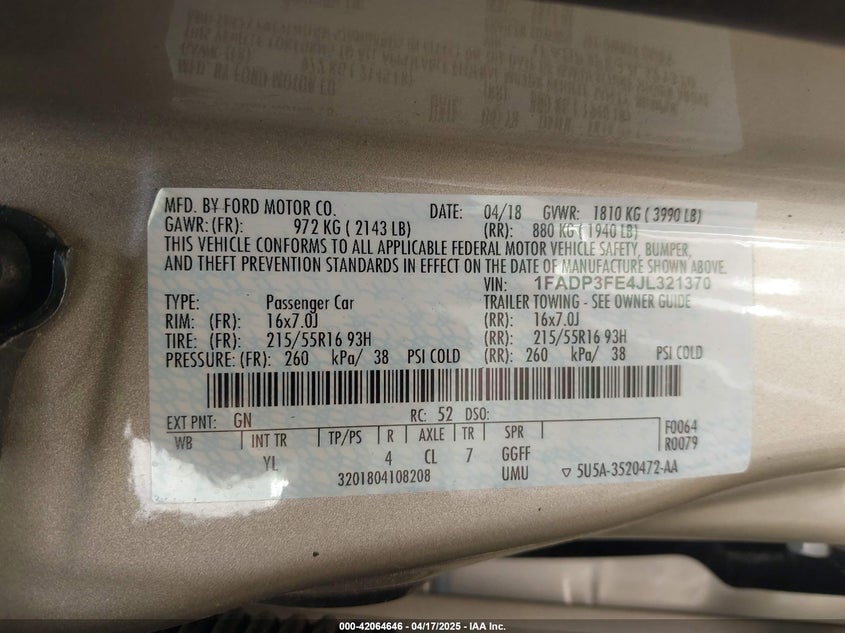 MFD. BY FORD MOTOR CO. DATE: 04/18 GVWR: 1810 KG ( 3990 LB)
GAWR: (FR): 972 KG ( 2143 LB) (RR): 880 KG ( 1940 LB)
THIS VEHICLE CONFORMS TO ALL APPLICABLE FEDERAL MOTOR VEHICLE SAFETY, BUMPER,
AND THEFT PREVENTION STANDARDS IN EFFECT ON THE DATE OF MANUFACTURE SHOWN ABOVE.
VIN: 1FADP3FE4JL321370
TYPE: Passenger Car TRAILER TOWING - SEE OWNER GUIDE
RIM: (FR): 16x7.0J (RR): 16x7.0J
TIRE: (FR): 215/55R16 93H (RR): 215/55R16 93H
PRESSURE: (FR): 260 kPa/ 38 PSI COLD (RR): 260 kPa/ 38 PSI COLD
EXT PNT: GN RC: 52 DSO:
WB INT TR TP/PS R AXLE TR SPR F0064
R0079
YL 4 CL 7 GGFF
3201804108208 UMU ▽ 5U5A-3520472-AA
000-42064646 - 04/17/2025 - IAA Inc.